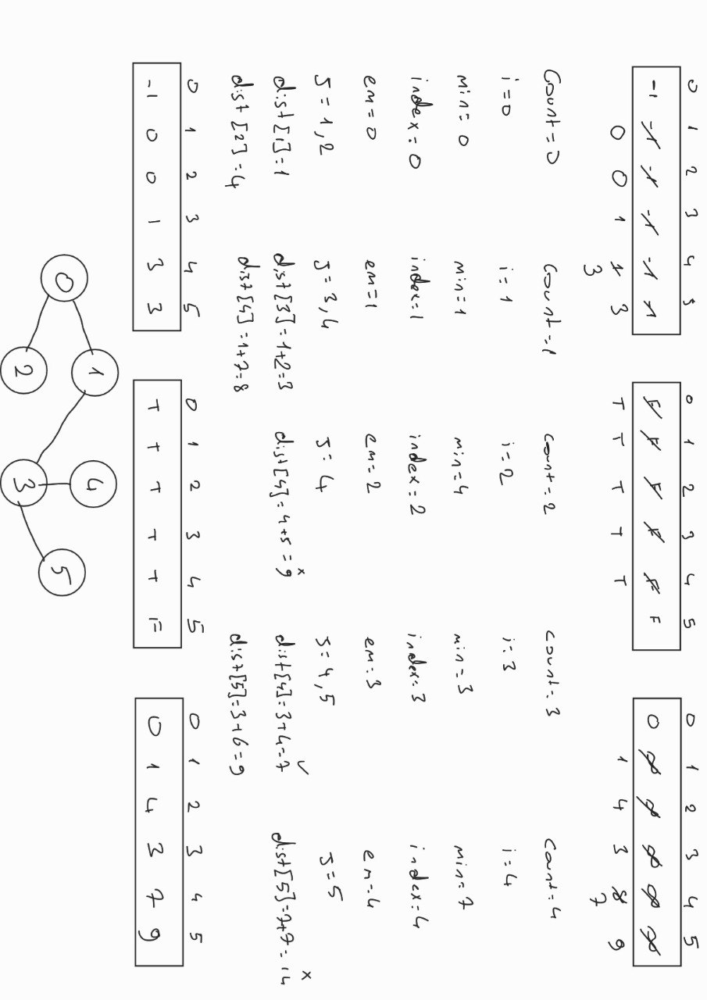 0 1 2 3 4 5 0 1 2 3 4 5 0 1 2 3 4 5
-1 -1 -1 -1 -1 -1 F F F F F F 0 ∞ ∞ ∞ ∞ ∞
0 0 1 1 3 T T T T T 1 4 3 8 9
3 7
Count=0 Count=1 count=2 count=3 count=4
i=0 i=1 i=2 i=3 i=4
min=0 min=1 min=4 min=3 min=7
index=0 index=1 index=2 index=3 index=4
em=0 em=1 em=2 em=3 em=4
J=1,2 J=3,4 J=4 J=4,5 J=5
dist[1]=1 dist[3]=1+2=3 dist[4]=4+5=9 x dist[4]=3+4=7 ✓ dist[5]=7+7=14 x
dist[2]=4 dist[4]=1+7=8 dist[5]=3+6=9
0 1 2 3 4 5 0 1 2 3 4 5 0 1 2 3 4 5
-1 0 0 1 3 3 T T T T T F 0 1 4 3 7 9
1 4
0 5
2 3